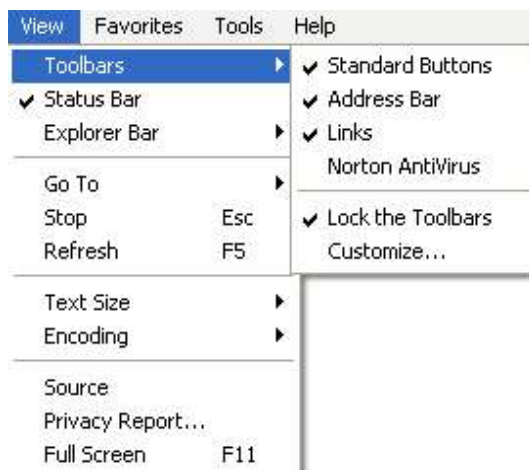 View Favorites Tools Help
Toolbars
Status Bar
Explorer Bar
Go To
Stop Esc
Refresh F5
Text Size
Encoding
Source
Privacy Report...
Full Screen F11
Standard Buttons
Address Bar
Links
Norton AntiVirus
Lock the Toolbars
Customize...